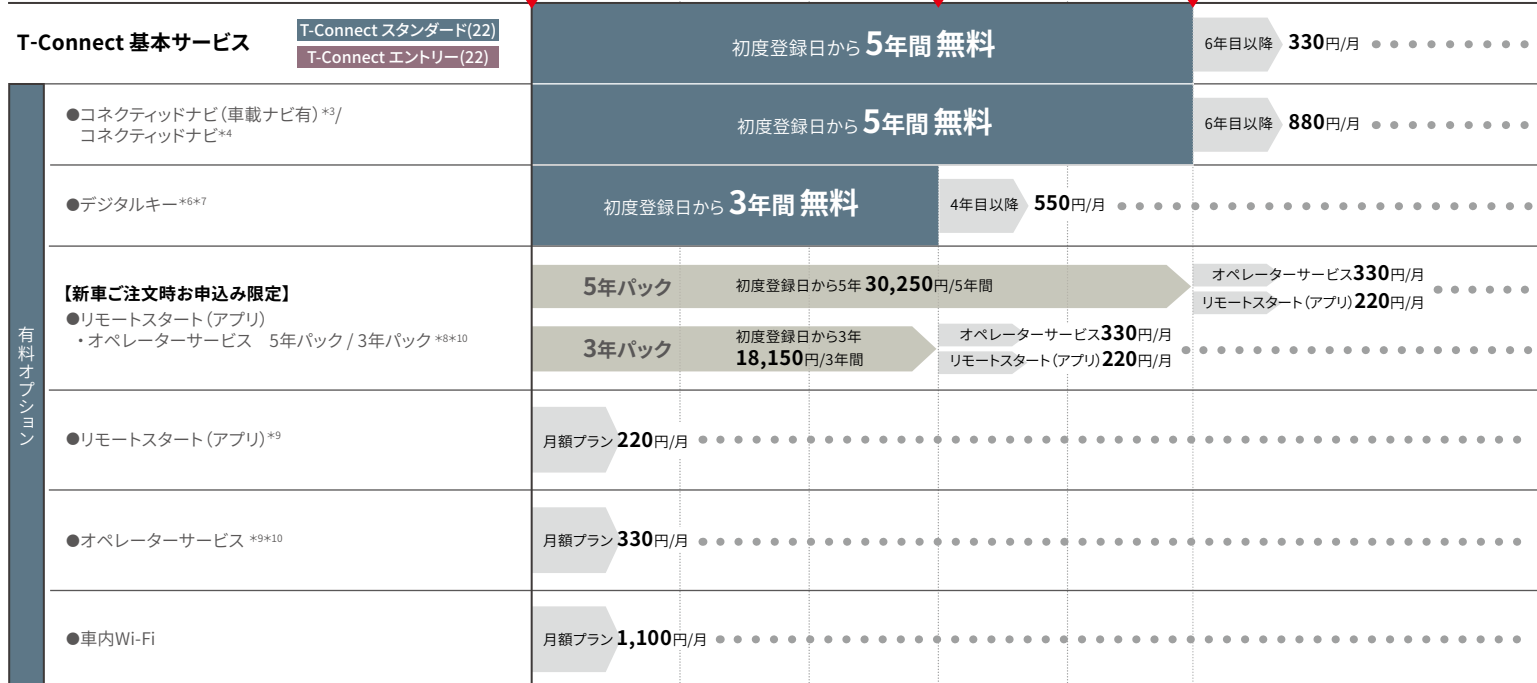 T-Connect 基本サービス
T-Connect スタンダード(22)
T-Connect エントリー(22)
初度登録日から 5年間 無料
6年目以降 330円/月
有料オプション
●コネクティッドナビ（車載ナビ有）*3/
コネクティッドナビ*4
初度登録日から 5年間 無料
6年目以降 880円/月
●デジタルキー*6*7
初度登録日から 3年間 無料
4年目以降 550円/月
【新車ご注文時お申込み限定】
●リモートスタート（アプリ）
・オペレーターサービス　5年パック / 3年パック *8*10
5年パック
初度登録日から5年 30,250円/5年間
オペレーターサービス330円/月
リモートスタート（アプリ）220円/月
3年パック
初度登録日から3年
18,150円/3年間
オペレーターサービス330円/月
リモートスタート（アプリ）220円/月
●リモートスタート（アプリ）*9
月額プラン 220円/月
●オペレーターサービス *9*10
月額プラン 330円/月
●車内Wi-Fi
月額プラン 1,100円/月